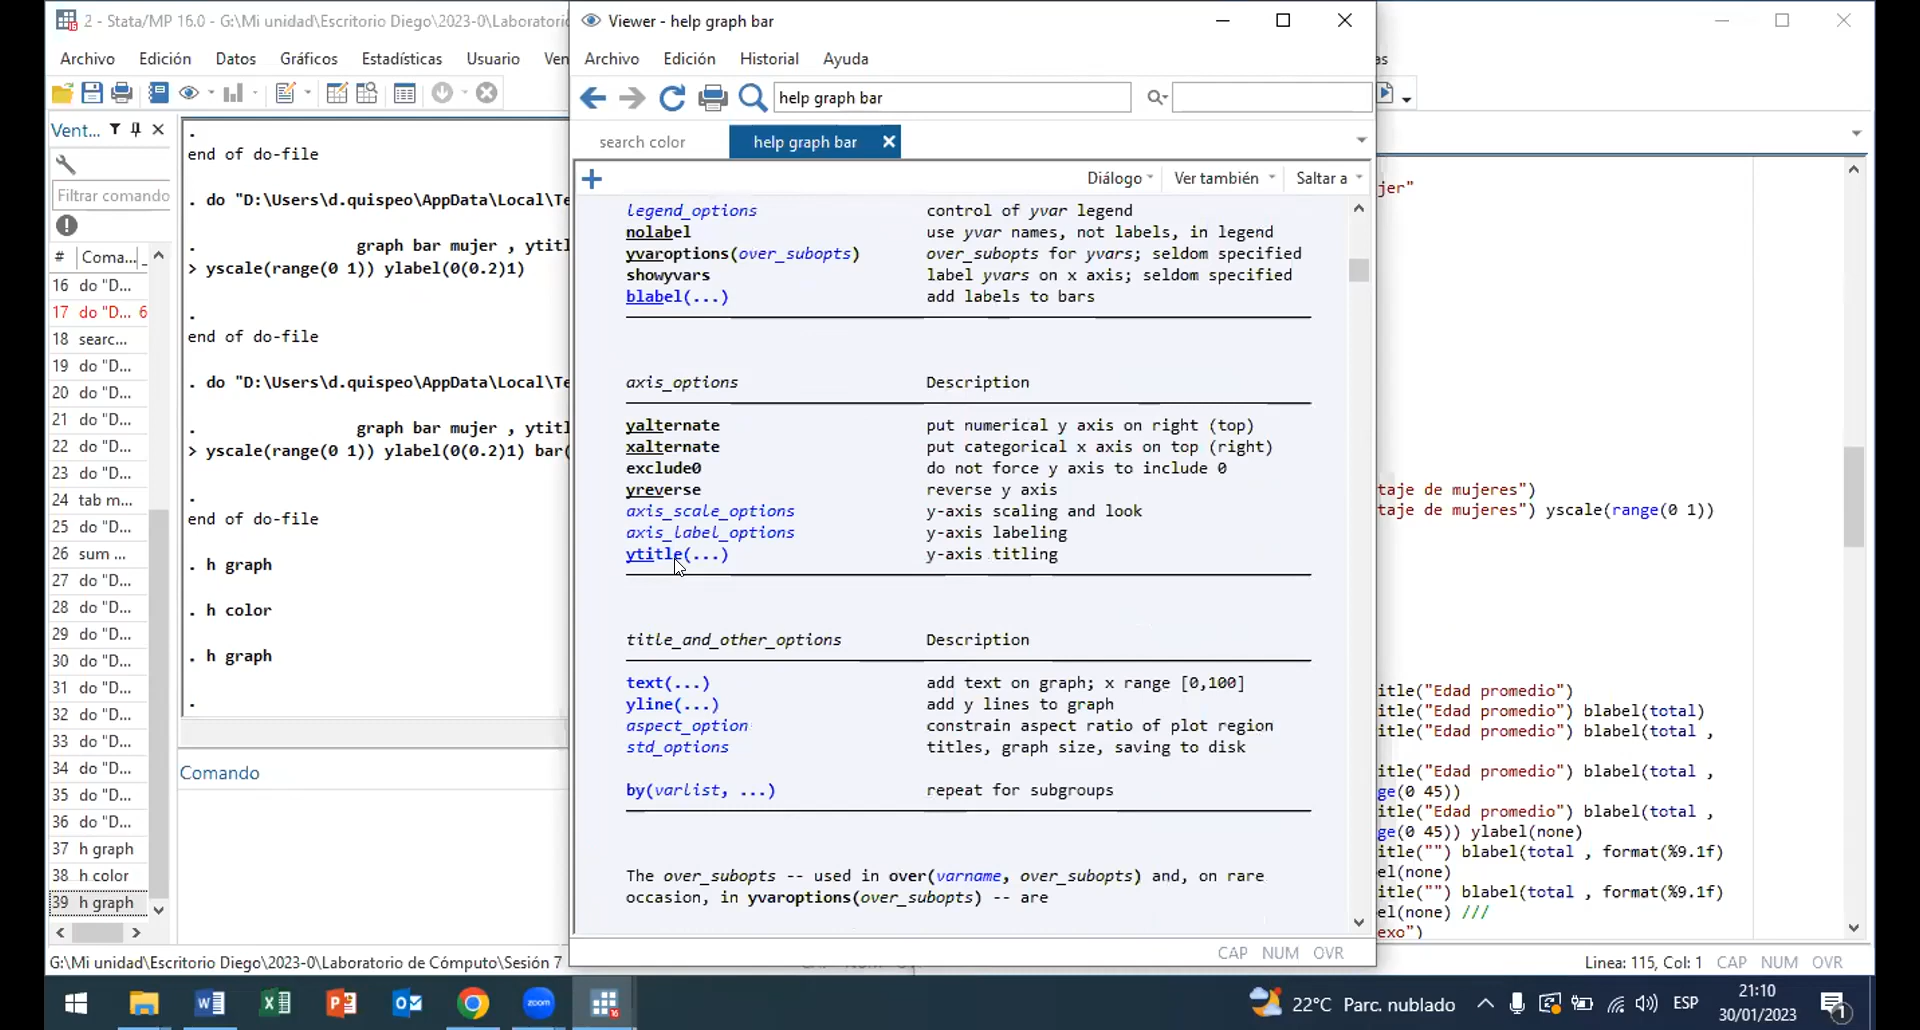 2 - Stata/MP 16.0 - G:\Mi unidad\Escritorio Diego\2023-0\Laboratorio
Archivo Edición Datos Gráficos Estadísticas Usuario Ven
Vent...
Filtrar comando
# Coma...
16 do "D...
17 do "D... 6
18 searc...
19 do "D...
20 do "D...
21 do "D...
22 do "D...
23 do "D...
24 tab m...
25 do "D...
26 sum ...
27 do "D...
28 do "D...
29 do "D...
30 do "D...
31 do "D...
32 do "D...
33 do "D...
34 do "D...
35 do "D...
36 do "D...
37 h graph
38 h color
39 h graph
.
end of do-file
. do "D:\Users\d.quispeo\AppData\Local\Te
. graph bar mujer , ytitl
> yscale(range(0 1)) ylabel(0(0.2)1)
.
end of do-file
. do "D:\Users\d.quispeo\AppData\Local\Te
. graph bar mujer , ytitl
> yscale(range(0 1)) ylabel(0(0.2)1) bar(
.
end of do-file
. h graph
. h color
. h graph
.
Comando
G:\Mi unidad\Escritorio Diego\2023-0\Laboratorio de Cómputo\Sesión 7
Viewer - help graph bar
Archivo Edición Historial Ayuda
help graph bar
search color help graph bar
Diálogo Ver también Saltar a
legend_options control of yvar legend
nolabel use yvar names, not labels, in legend
yvaroptions(over_subopts) over_subopts for yvars; seldom specified
showyvars label yvars on x axis; seldom specified
blabel(...) add labels to bars
axis_options Description
yalternate put numerical y axis on right (top)
xalternate put categorical x axis on top (right)
exclude0 do not force y axis to include 0
yreverse reverse y axis
axis_scale_options y-axis scaling and look
axis_label_options y-axis labeling
ytitle(...) y-axis titling
title_and_other_options Description
text(...) add text on graph; x range [0,100]
yline(...) add y lines to graph
aspect_option constrain aspect ratio of plot region
std_options titles, graph size, saving to disk
by(varlist, ...) repeat for subgroups
The over_subopts -- used in over(varname, over_subopts) and, on rare
occasion, in yvaroptions(over_subopts) -- are
CAP NUM OVR
as
jer"
taje de mujeres")
taje de mujeres") yscale(range(0 1))
itle("Edad promedio")
itle("Edad promedio") blabel(total)
itle("Edad promedio") blabel(total ,
itle("Edad promedio") blabel(total ,
ge(0 45))
itle("Edad promedio") blabel(total ,
ge(0 45)) ylabel(none)
itle("") blabel(total , format(%9.1f)
el(none)
itle("") blabel(total , format(%9.1f)
el(none) ///
exo")
Linea: 115, Col: 1 CAP NUM OVR
22°C Parc. nublado ESP 21:10
30/01/2023
1
zoom
16